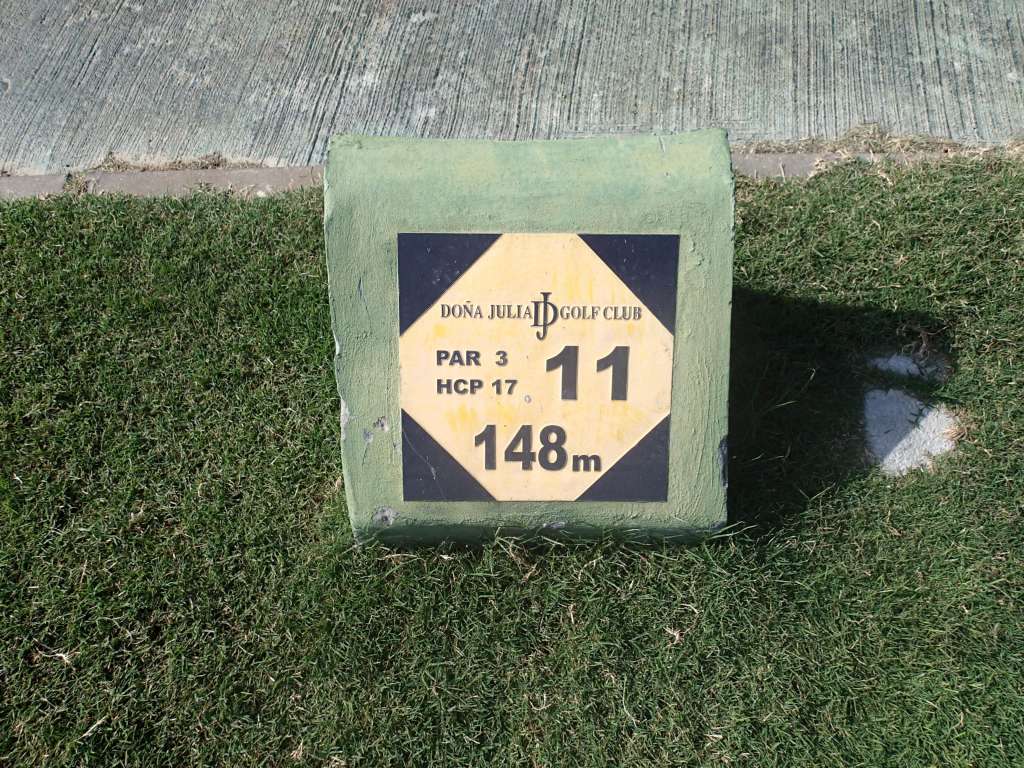 DOÑA JULIA DJ GOLF CLUB
PAR 3
HCP 17
11
148m